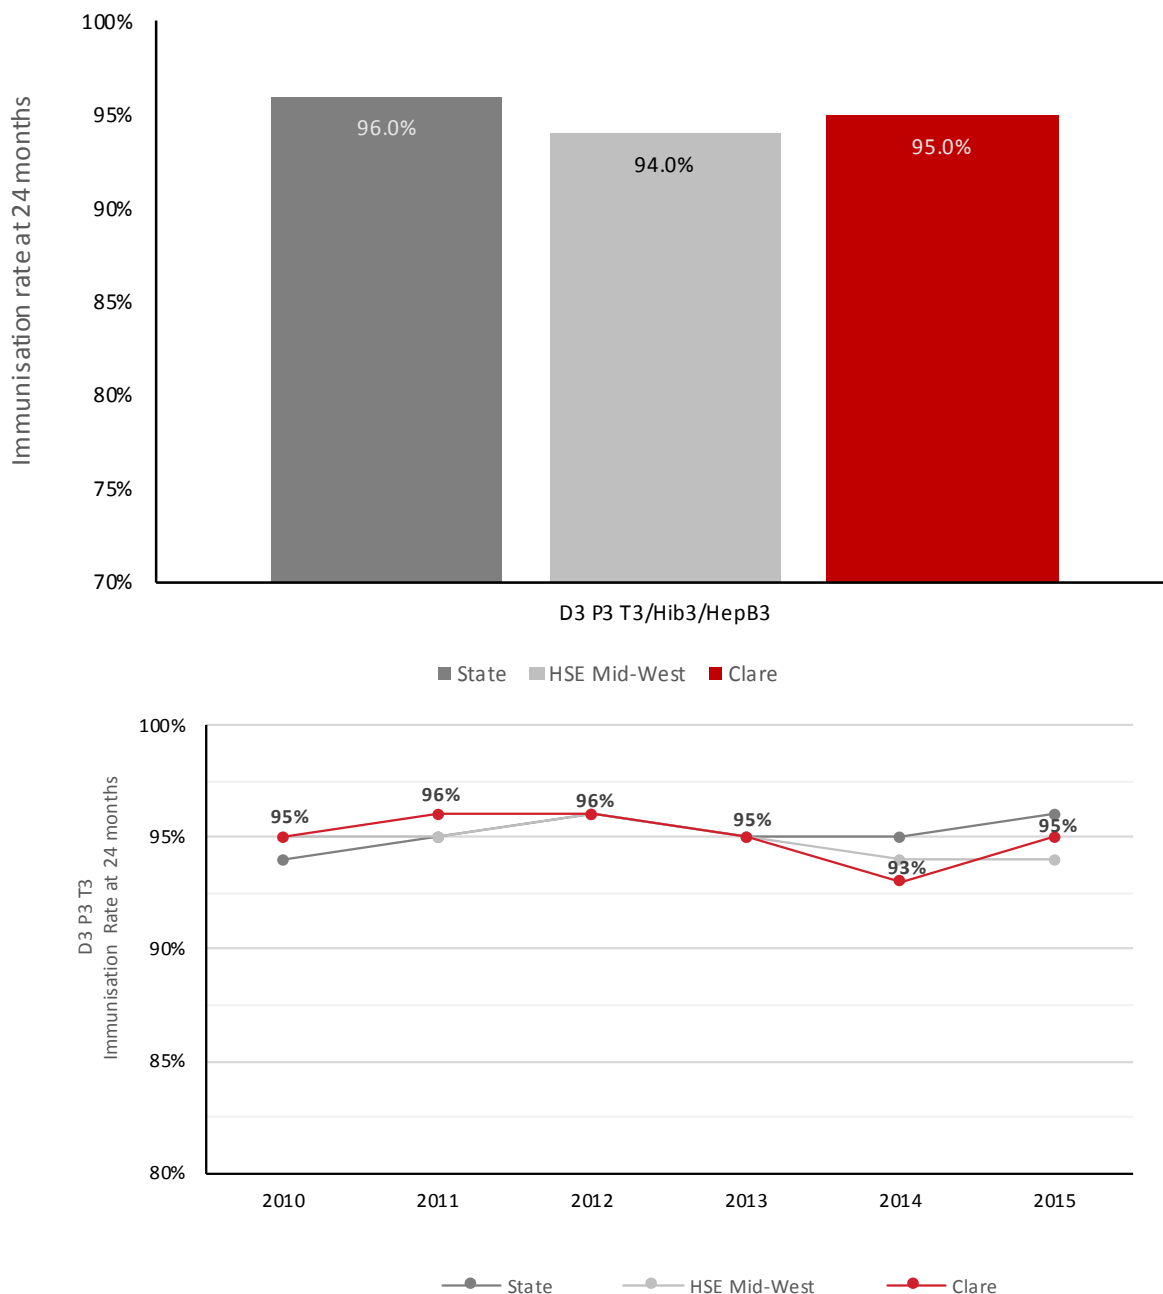 100%
95%
90%
85%
80%
75%
70%
Immunisation rate at 24 months
96.0%
94.0%
95.0%
D3 P3 T3/Hib3/HepB3
State HSE Mid-West Clare
100%
95%
90%
85%
80%
D3 P3 T3
Immunisation Rate at 24 months
95% 96% 96% 95% 93% 95%
2010 2011 2012 2013 2014 2015
State HSE Mid-West Clare